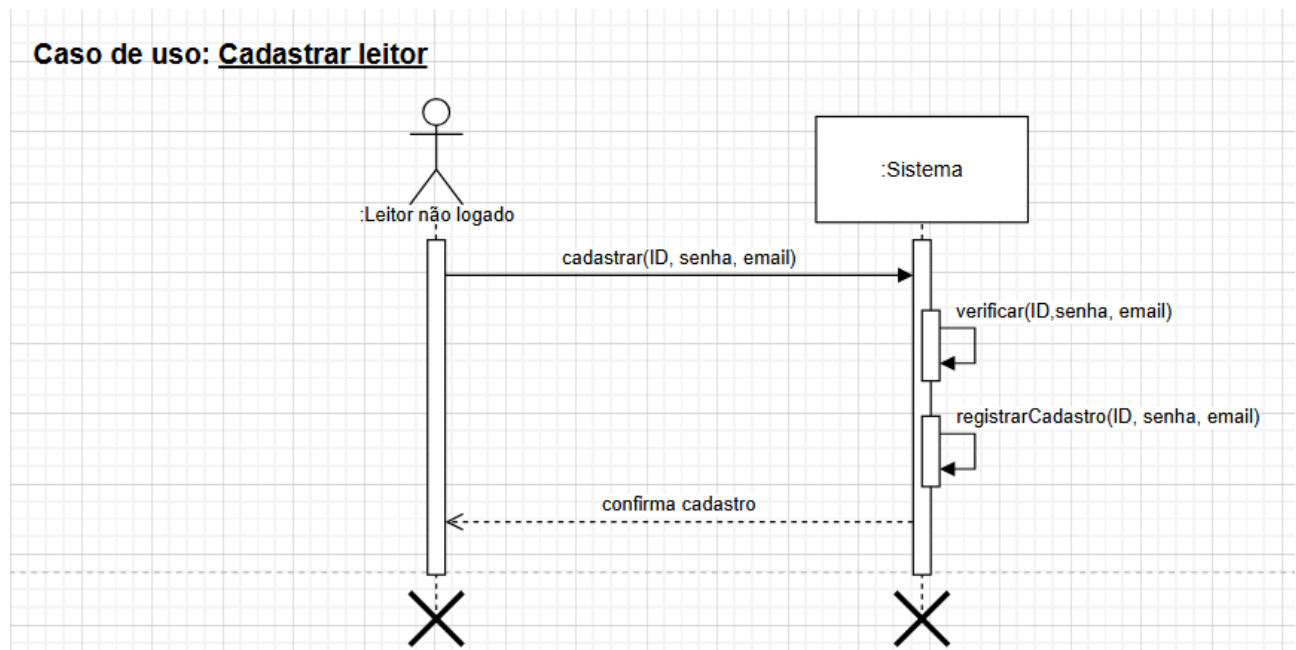 Caso de uso: Cadastrar leitor
:Leitor não logado
:Sistema
cadastrar(ID, senha, email)
verificar(ID,senha, email)
registrarCadastro(ID, senha, email)
confirma cadastro